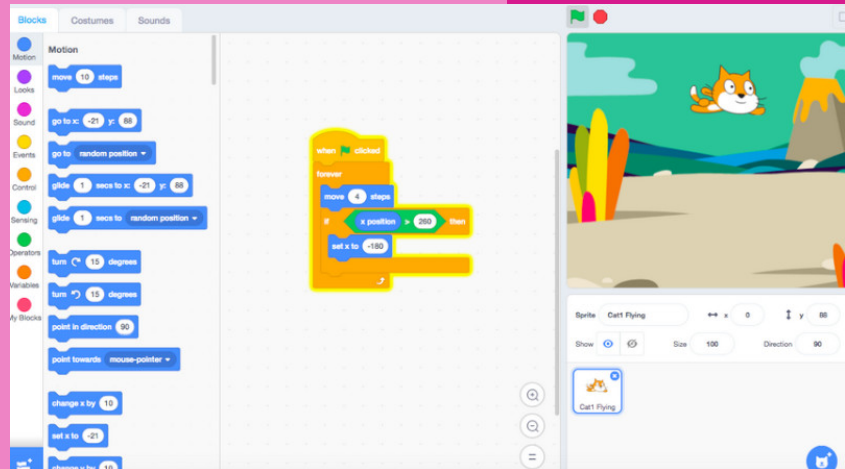 Blocks Costumes Sounds
Motion
Looks
Sound
Events
Control
Sensing
Operators
Variables
My Blocks
Motion
move 10 steps
go to x: -21 y: 88
go to random position
glide 1 secs to x: -21 y: 88
glide 1 secs to random position
turn 15 degrees
turn 15 degrees
point in direction 90
point towards mouse-pointer
change x by 10
set x to -21
change y by 10
when clicked
forever
move 4 steps
if x position > 260 then
set x to -180
Sprite Cat1 Flying x 0 y 88
Show Size 100 Direction 90
Cat1 Flying